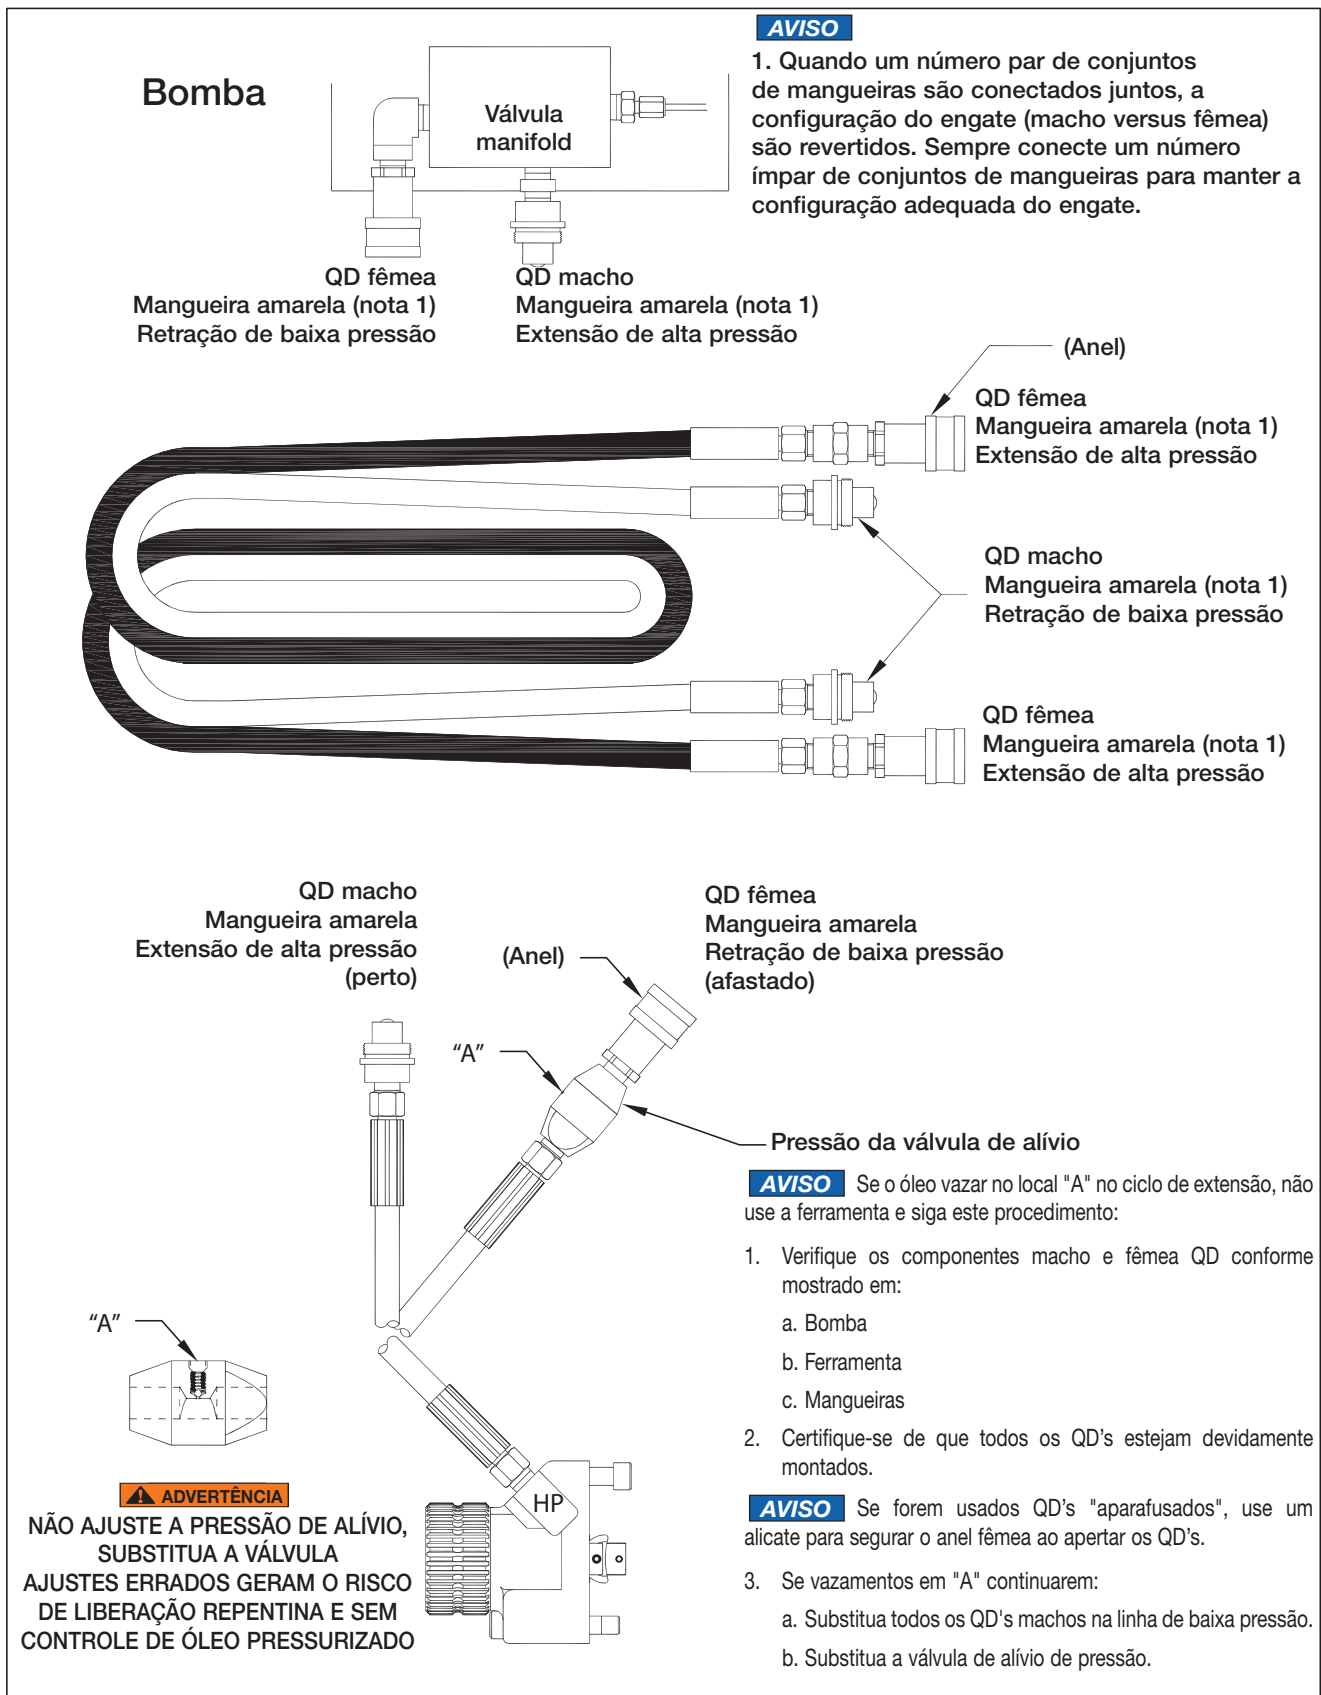 Bomba
Válvula
manifold
AVISO
1. Quando um número par de conjuntos
de mangueiras são conectados juntos, a
configuração do engate (macho versus fêmea)
são revertidos. Sempre conecte um número
ímpar de conjuntos de mangueiras para manter a
configuração adequada do engate.
QD fêmea
Mangueira amarela (nota 1)
Retração de baixa pressão
QD macho
Mangueira amarela (nota 1)
Extensão de alta pressão
(Anel)
QD fêmea
Mangueira amarela (nota 1)
Extensão de alta pressão
QD macho
Mangueira amarela (nota 1)
Retração de baixa pressão
QD fêmea
Mangueira amarela (nota 1)
Extensão de alta pressão
QD macho
Mangueira amarela
Extensão de alta pressão
(perto)
(Anel)
QD fêmea
Mangueira amarela
Retração de baixa pressão
(afastado)
“A”
Pressão da válvula de alívio
AVISO Se o óleo vazar no local "A" no ciclo de extensão, não
use a ferramenta e siga este procedimento:
1. Verifique os componentes macho e fêmea QD conforme
mostrado em:
a. Bomba
b. Ferramenta
c. Mangueiras
2. Certifique-se de que todos os QD’s estejam devidamente
montados.
AVISO Se forem usados QD’s "aparafusados", use um
alicate para segurar o anel fêmea ao apertar os QD’s.
3. Se vazamentos em "A" continuarem:
a. Substitua todos os QD's machos na linha de baixa pressão.
b. Substitua a válvula de alívio de pressão.
“A”
HP
ADVERTÊNCIA
NÃO AJUSTE A PRESSÃO DE ALÍVIO,
SUBSTITUA A VÁLVULA
AJUSTES ERRADOS GERAM O RISCO
DE LIBERAÇÃO REPENTINA E SEM
CONTROLE DE ÓLEO PRESSURIZADO